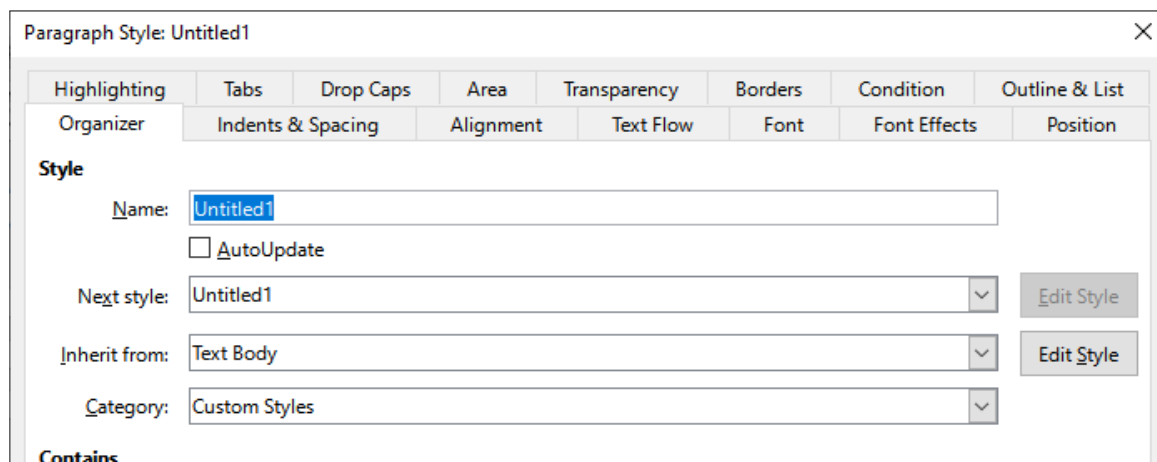 Paragraph Style: Untitled1
Highlighting Tabs Drop Caps Area Transparency Borders Condition Outline & List
Organizer Indents & Spacing Alignment Text Flow Font Font Effects Position
Style
Name: Untitled1
AutoUpdate
Next style: Untitled1 Edit Style
Inherit from: Text Body Edit Style
Category: Custom Styles
Contains